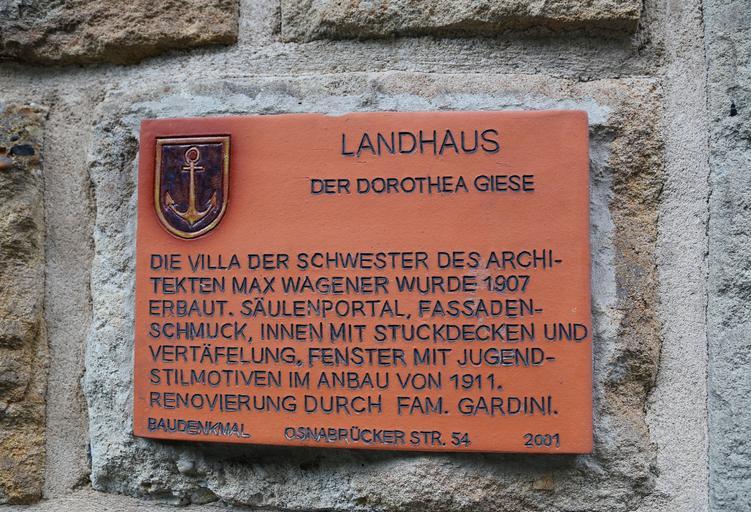 LANDHAUS
DER DOROTHEA GIESE
DIE VILLA DER SCHWESTER DES ARCHI-
TEKTEN MAX WAGENER WURDE 1907
ERBAUT. SÄULENPORTAL, FASSADEN-
SCHMUCK, INNEN MIT STUCKDECKEN UND
VERTÄFELUNG, FENSTER MIT JUGEND-
STILMOTIVEN IM ANBAU VON 1911.
RENOVIERUNG DURCH FAM. GARDINI.
BAUDENKMAL OSNABRÜCKER STR. 54 2001